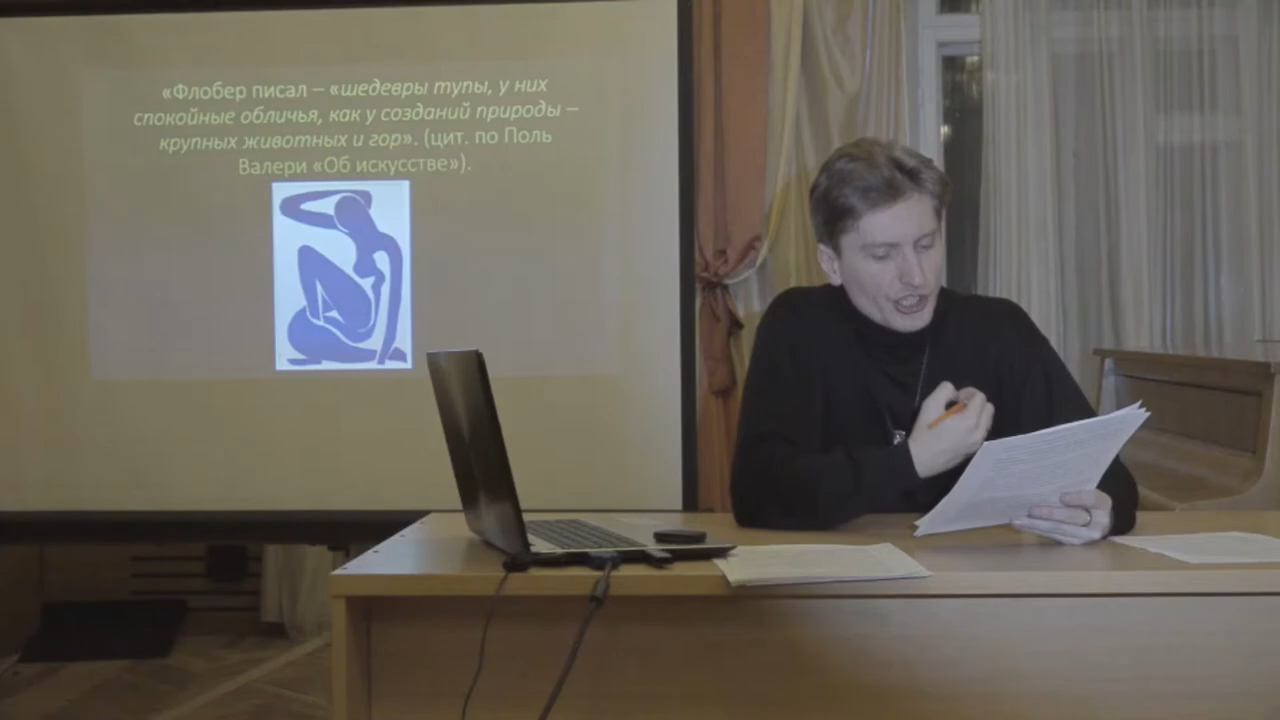 «Флобер писал – «шедевры тупы, у них
спокойные обличья, как у созданий природы –
крупных животных и гор». (цит. по Поль
Валери «Об искусстве»).